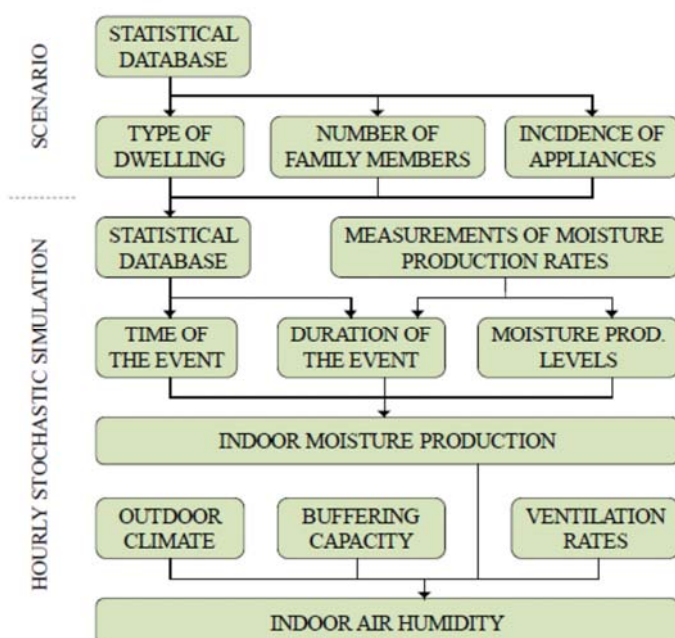 SCENARIO
STATISTICAL
DATABASE
TYPE OF
DWELLING
NUMBER OF
FAMILY MEMBERS
INCIDENCE OF
APPLIANCES
HOURLY STOCHASTIC SIMULATION
STATISTICAL
DATABASE
MEASUREMENTS OF MOISTURE
PRODUCTION RATES
TIME OF
THE EVENT
DURATION OF
THE EVENT
MOISTURE PROD.
LEVELS
INDOOR MOISTURE PRODUCTION
OUTDOOR
CLIMATE
BUFFERING
CAPACITY
VENTILATION
RATES
INDOOR AIR HUMIDITY